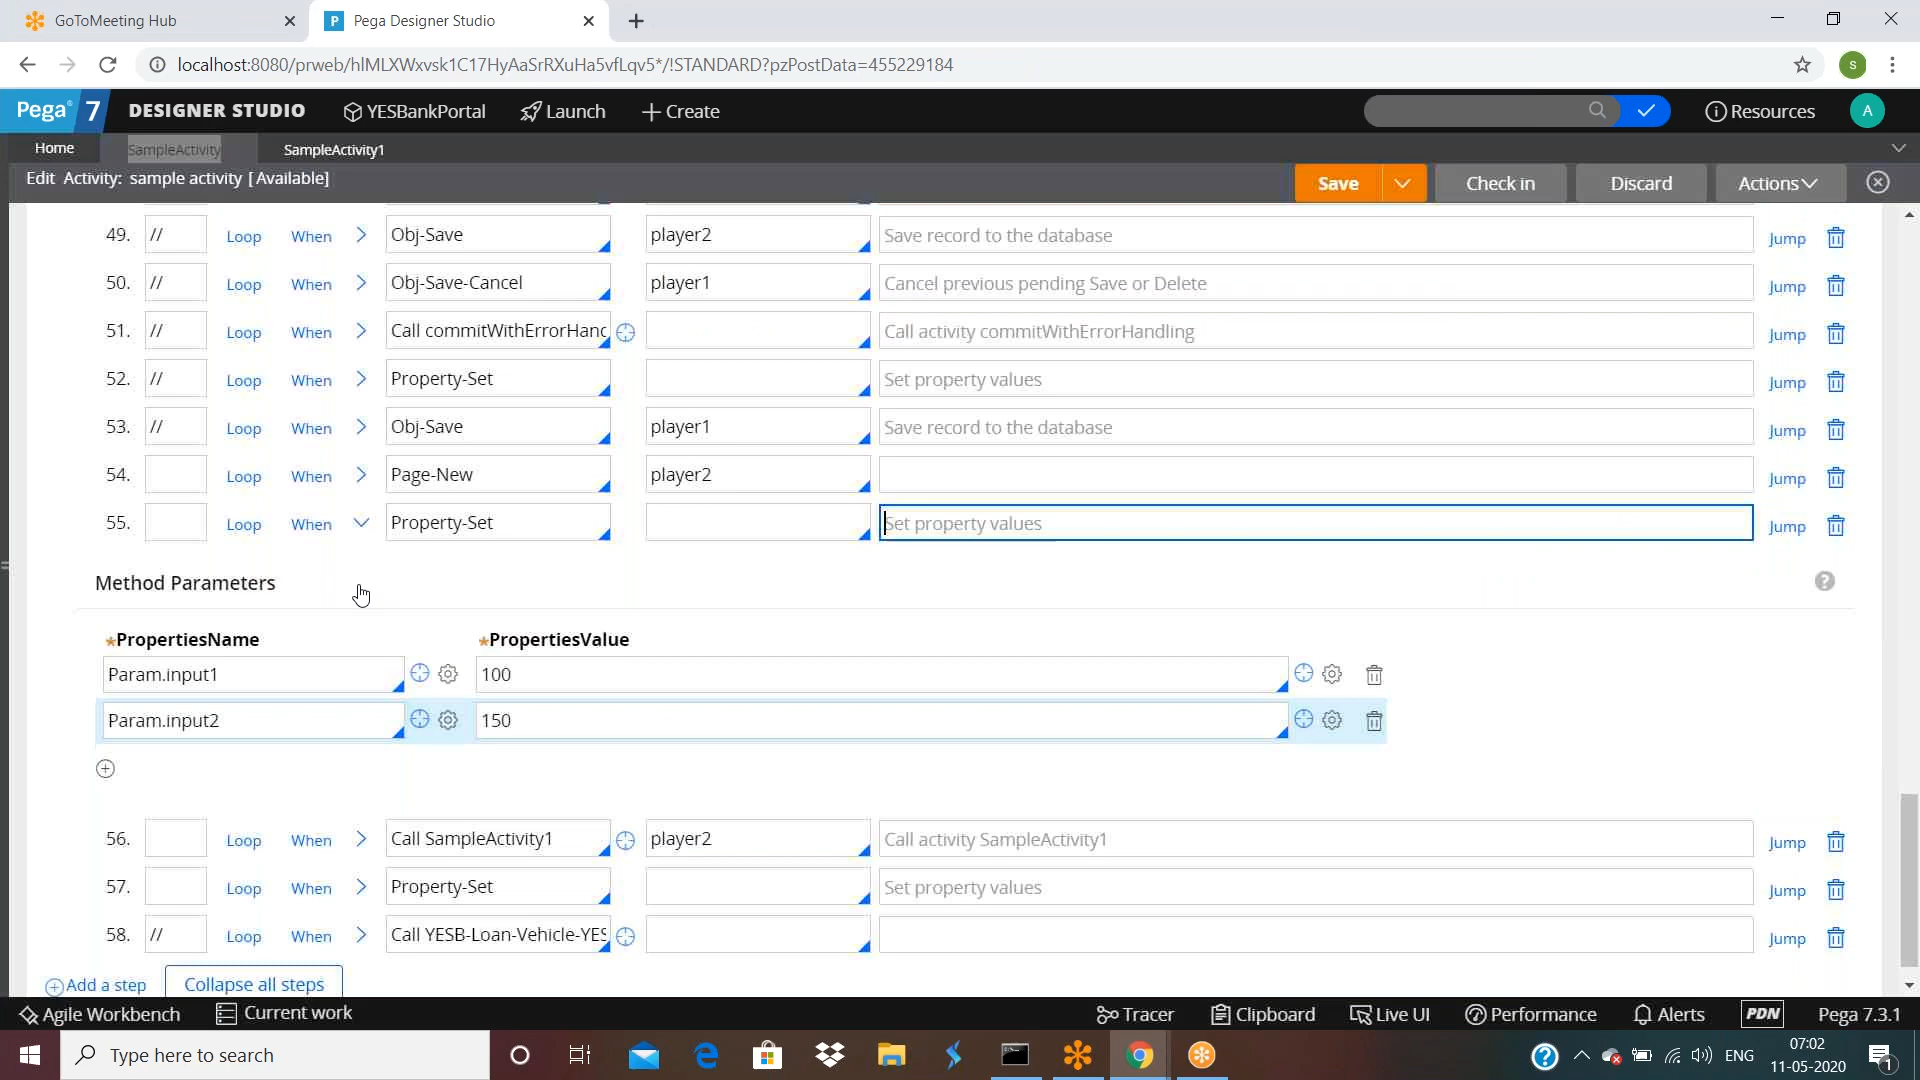 GoToMeeting Hub
Pega Designer Studio
localhost:8080/prweb/hlMLXWxvsk1C17HyAaSrRXuHa5vfLqv5*/!STANDARD?pzPostData=455229184
s
Pega 7 DESIGNER STUDIO YESBankPortal Launch Create Resources A
Home SampleActivity SampleActivity1
Edit Activity: sample activity [Available] Save Check in Discard Actions
49. // Loop When Obj-Save player2 Save record to the database Jump
50. // Loop When Obj-Save-Cancel player1 Cancel previous pending Save or Delete Jump
51. // Loop When Call commitWithErrorHand Call activity commitWithErrorHandling Jump
52. // Loop When Property-Set Set property values Jump
53. // Loop When Obj-Save player1 Save record to the database Jump
54. Loop When Page-New player2 Jump
55. Loop When Property-Set Set property values Jump
Method Parameters
*PropertiesName *PropertiesValue
Param.input1 100
Param.input2 150
56. Loop When Call SampleActivity1 player2 Call activity SampleActivity1 Jump
57. Loop When Property-Set Set property values Jump
58. // Loop When Call YESB-Loan-Vehicle-YES Jump
Add a step Collapse all steps
Agile Workbench Current work Tracer Clipboard Live UI Performance Alerts PDN Pega 7.3.1
Type here to search ENG 07:02
11-05-2020
1